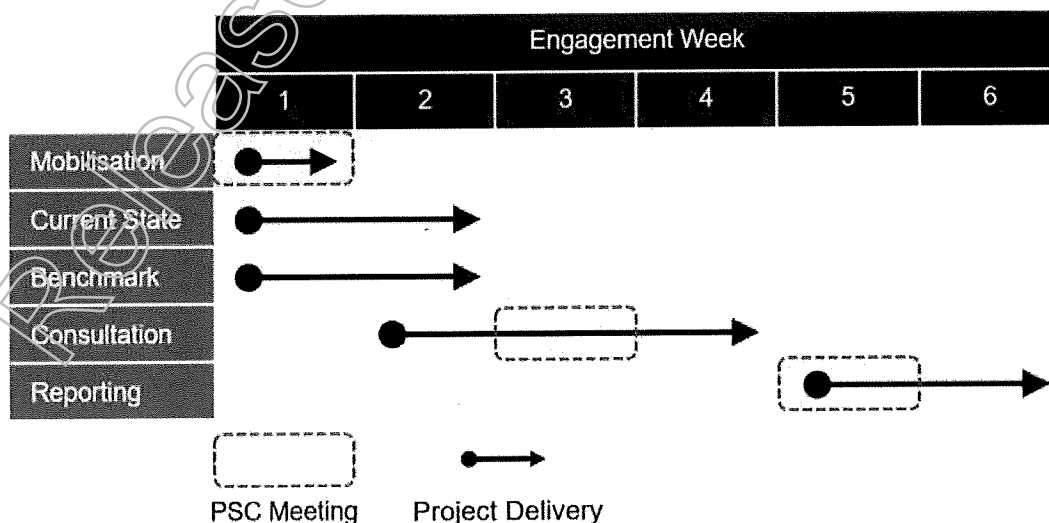 Engagement Week
1 2 3 4 5 6
Mobilisation
Current State
Benchmark
Consultation
Reporting
PSC Meeting Project Delivery